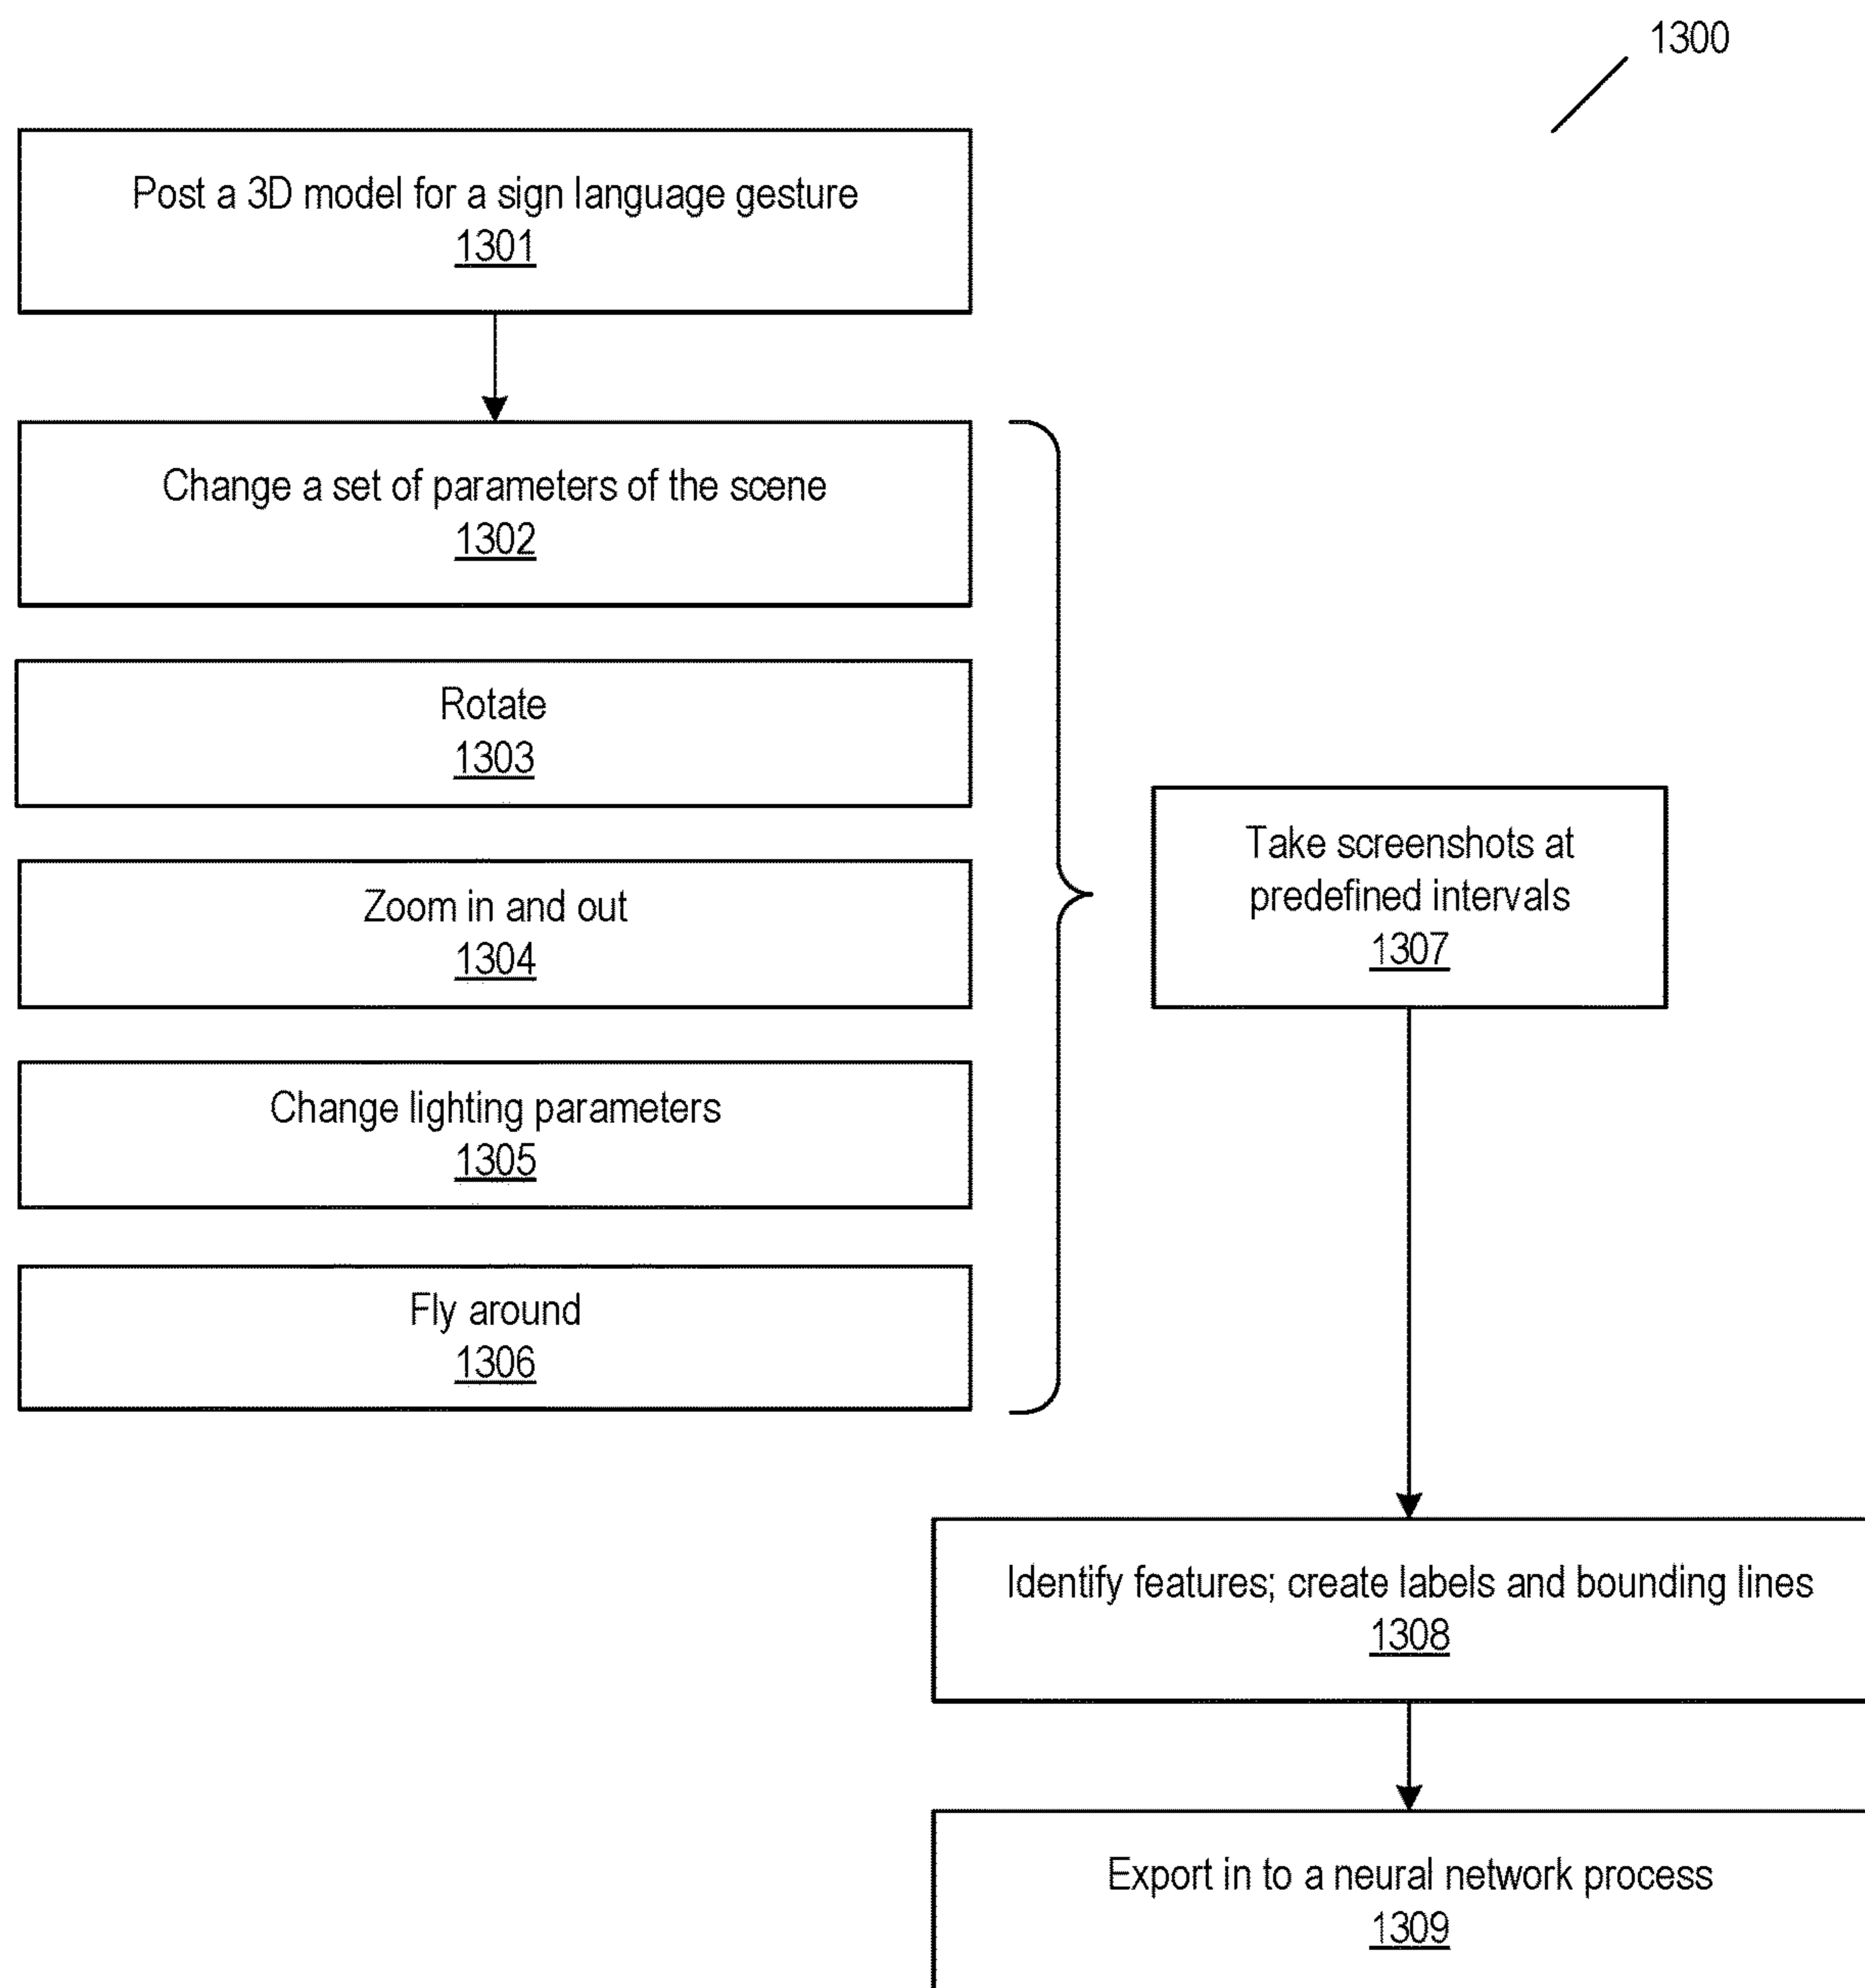 1300
Post a 3D model for a sign language gesture
1301
Change a set of parameters of the scene
1302
Rotate
1303
Zoom in and out
1304
Change lighting parameters
1305
Fly around
1306
Take screenshots at
predefined intervals
1307
Identify features; create labels and bounding lines
1308
Export in to a neural network process
1309